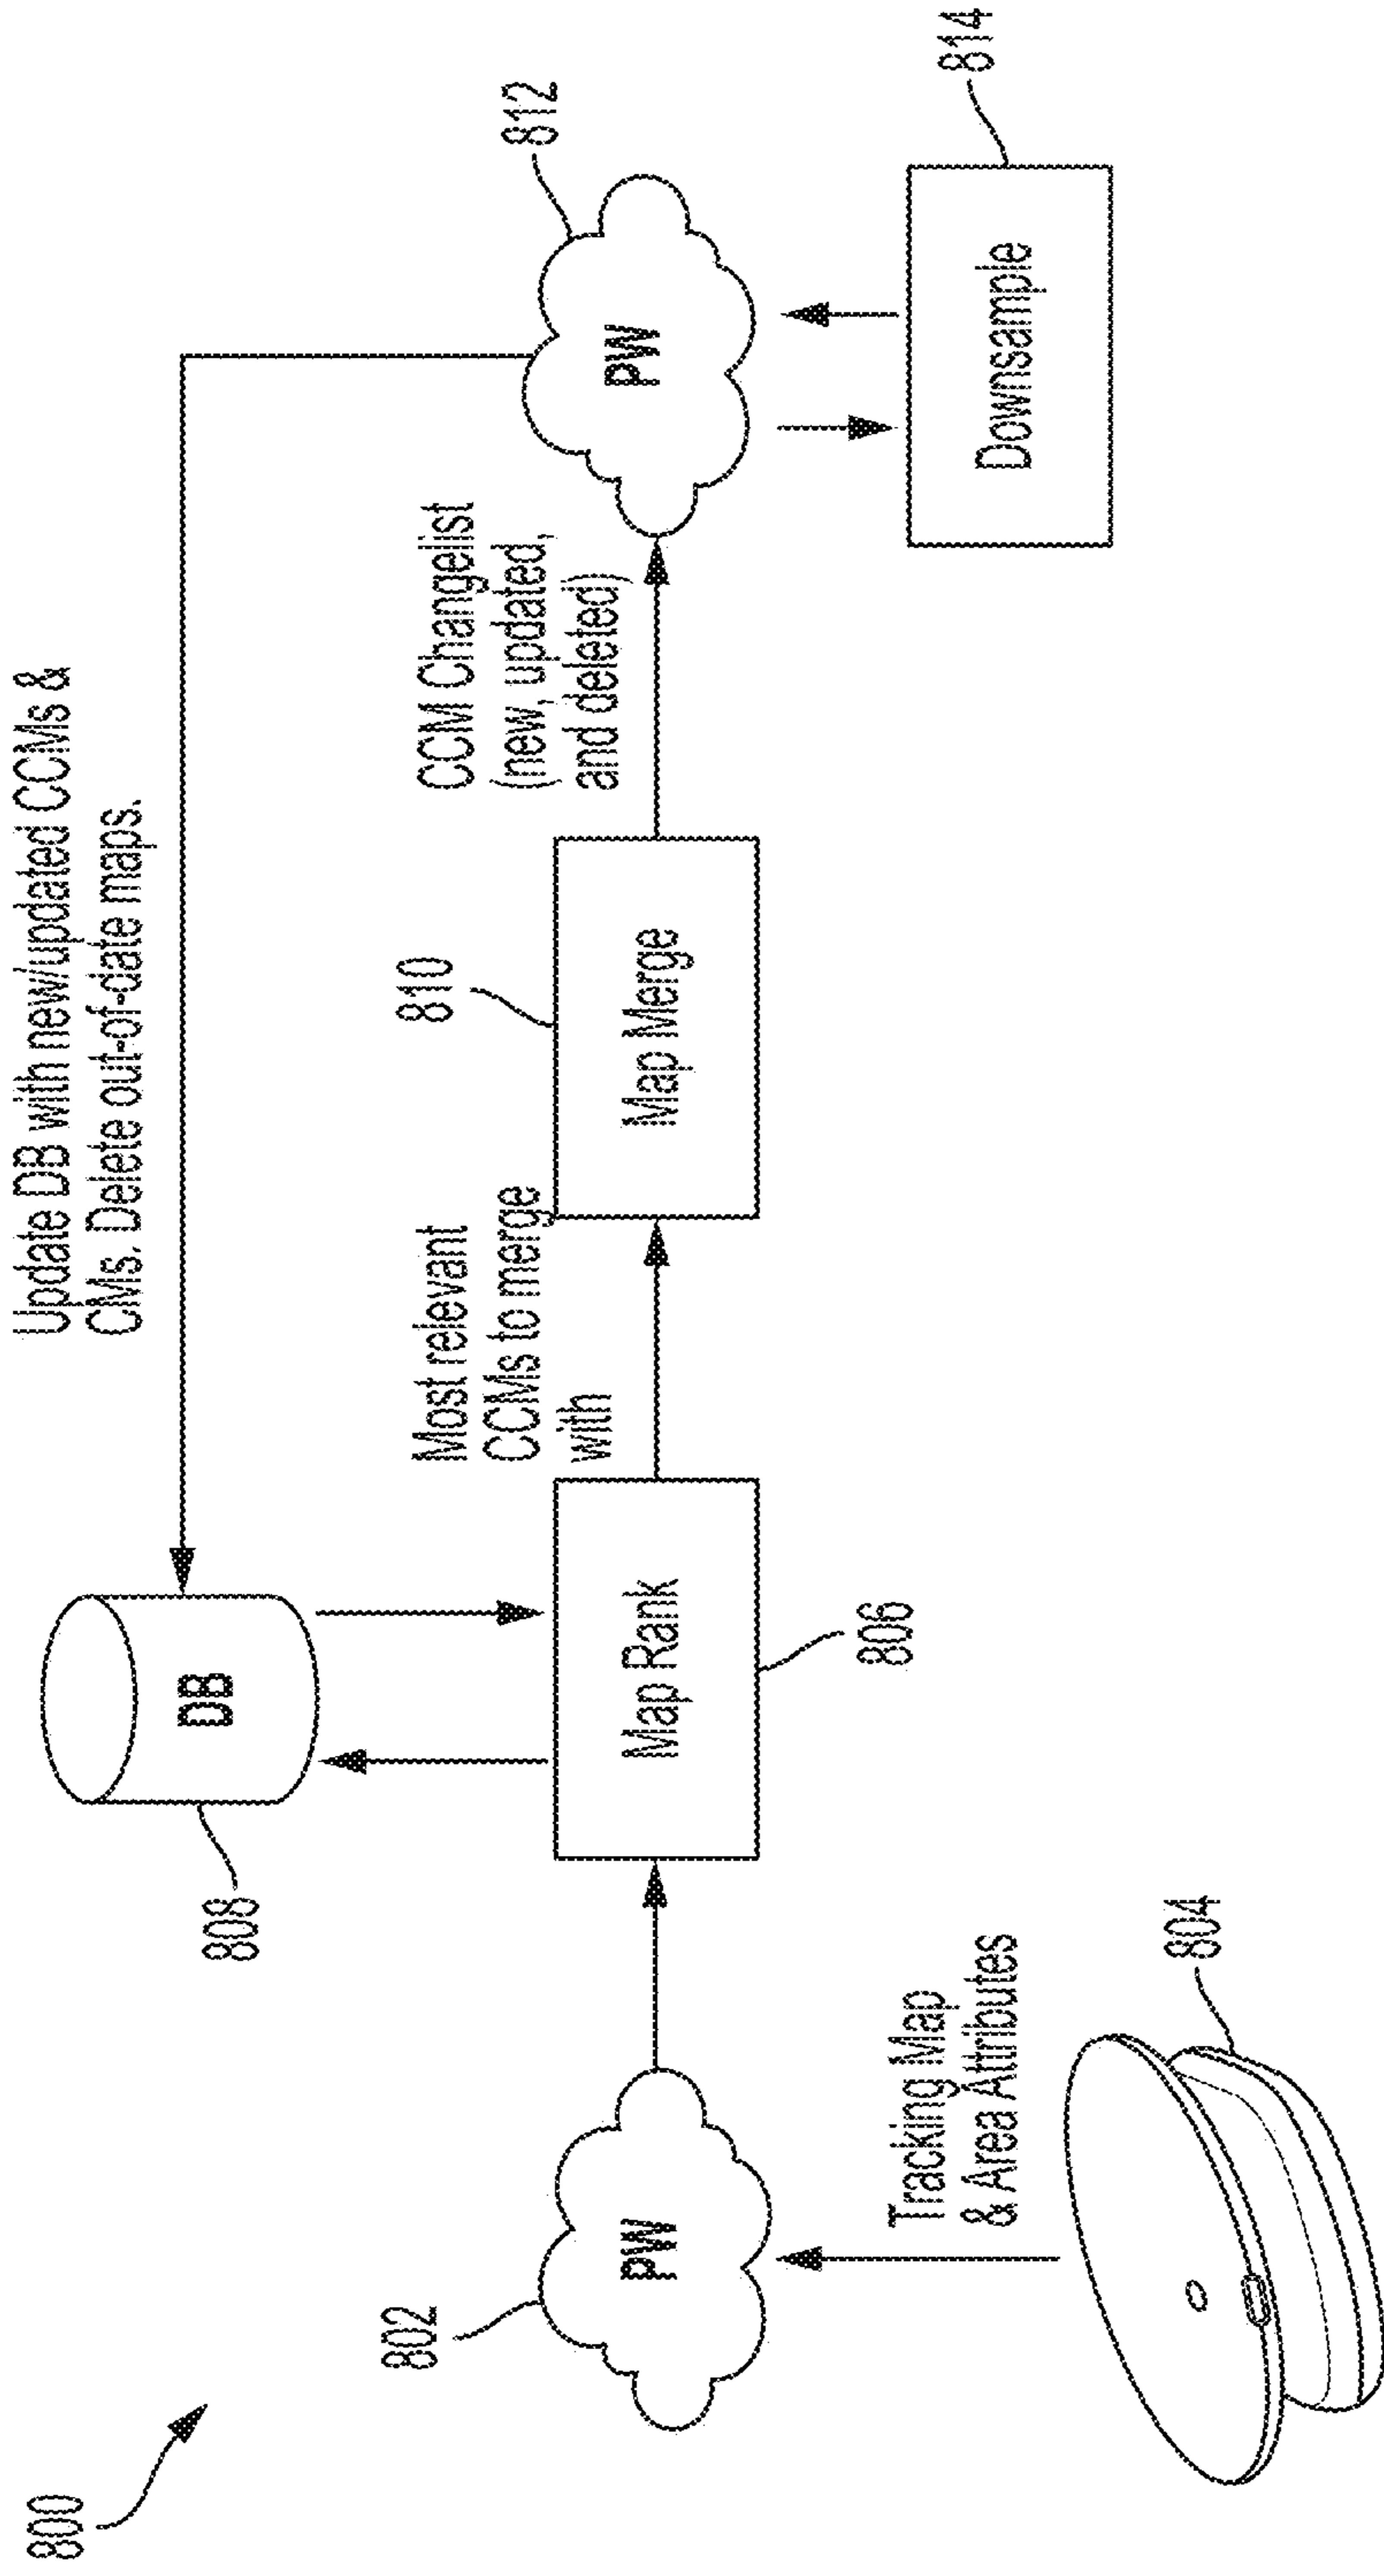 800
Update DB with new/updated CCMs &
CMs. Delete out-of-date maps.
808
DB
802
PW
Map Rank
806
Most relevant
CCMs to merge
with
810
Map Merge
CCM Changelist
(new, updated,
and deleted)
812
PW
Tracking Map
& Area Attributes
804
Downsample
814